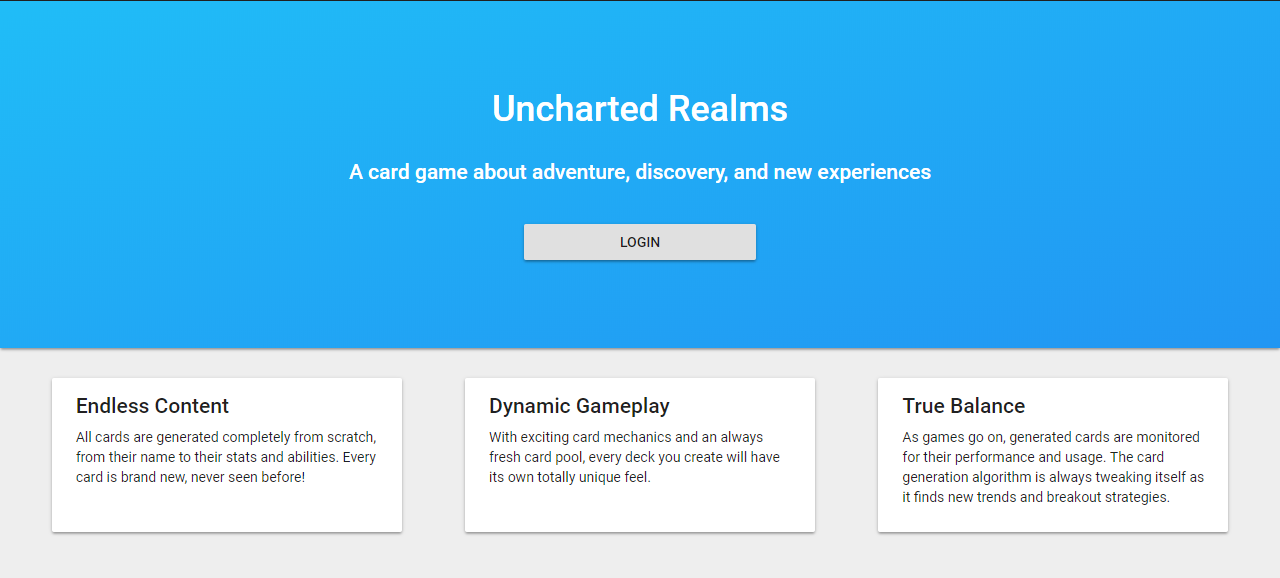 Uncharted Realms
A card game about adventure, discovery, and new experiences
LOGIN
Endless Content
All cards are generated completely from scratch,
from their name to their stats and abilities. Every
card is brand new, never seen before!
Dynamic Gameplay
With exciting card mechanics and an always
fresh card pool, every deck you create will have
its own totally unique feel.
True Balance
As games go on, generated cards are monitored
for their performance and usage. The card
generation algorithm is always tweaking itself as
it finds new trends and breakout strategies.